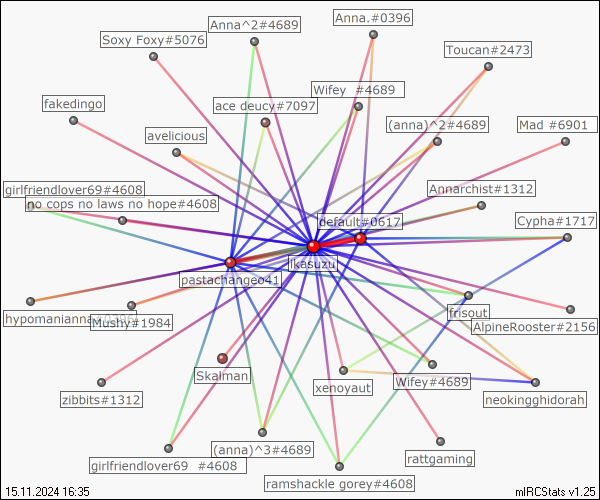 Anna^2#4689
Anna.#0396
Soxy Foxy#5076
Toucan#2473
Wifey  #4689
fakedingo
ace deucy#7097
avelicious
(anna)^2#4689
Mad #6901
girlfriendlover69#4608
Annarchist#1312
no cops no laws no hope#4608
default#0617
Cypha#1717
ikasuzu
pastachangeo41
hypomanianna#0396
Mushy#1984
frisout
AlpineRooster#2156
Skalman
xenoyaut
Wifey#4689
zibbits#1312
neokingghidorah
(anna)^3#4689
girlfriendlover69  #4608
rattgaming
ramshackle gorey#4608
15.11.2024 16:35
mIRCStats v1.25